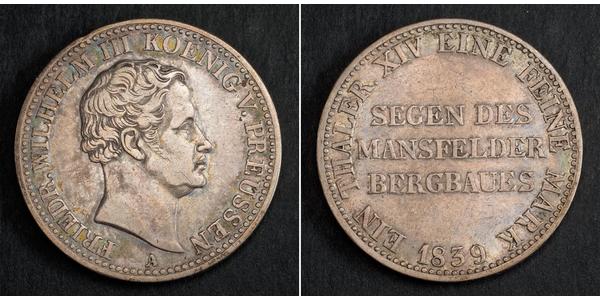 FRIEDR. WILHELM III KOENIG V. PREUSSEN
A
EIN THALER XIV EINE FEINE MARK
SEGEN DES
MANSFELDER
BERGBAUES
1839